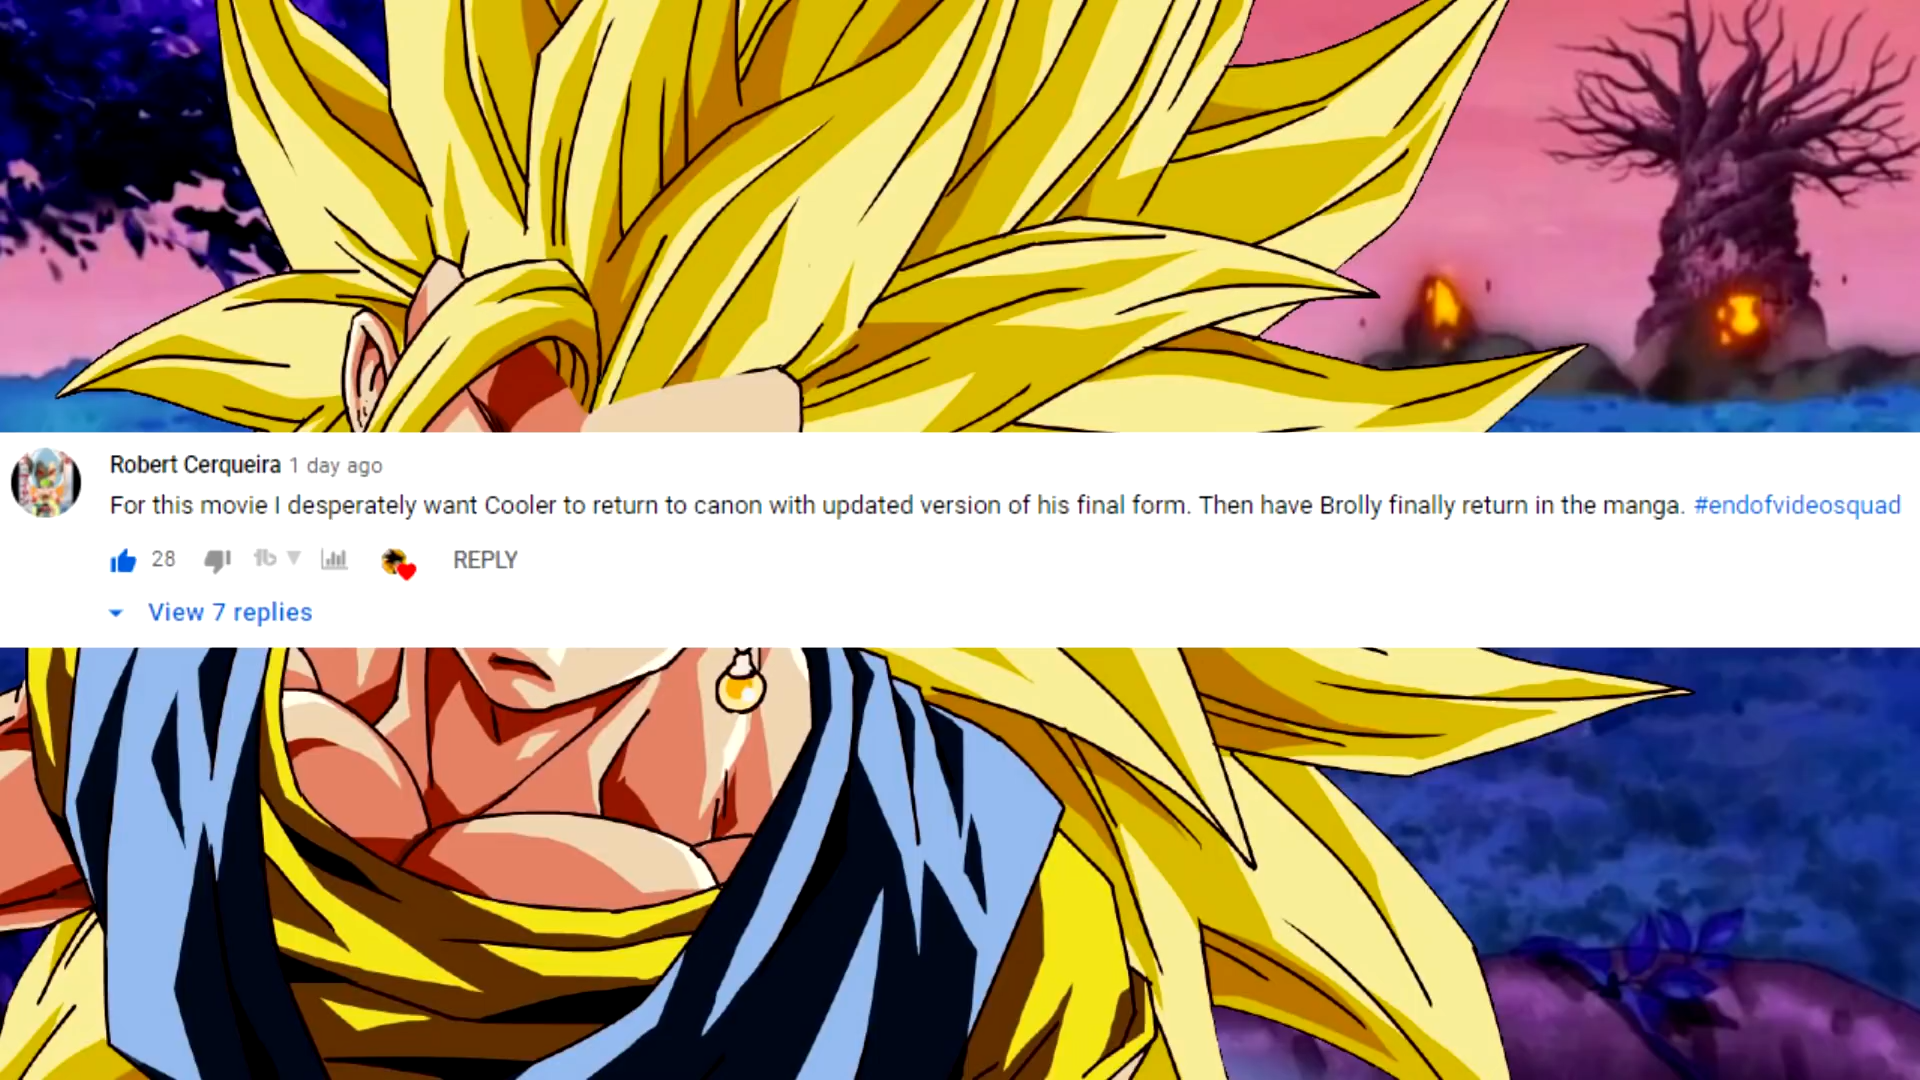 Robert Cerqueira 1 day ago
For this movie I desperately want Cooler to return to canon with updated version of his final form. Then have Brolly finally return in the manga. #endofvideosquad
28 REPLY
View 7 replies